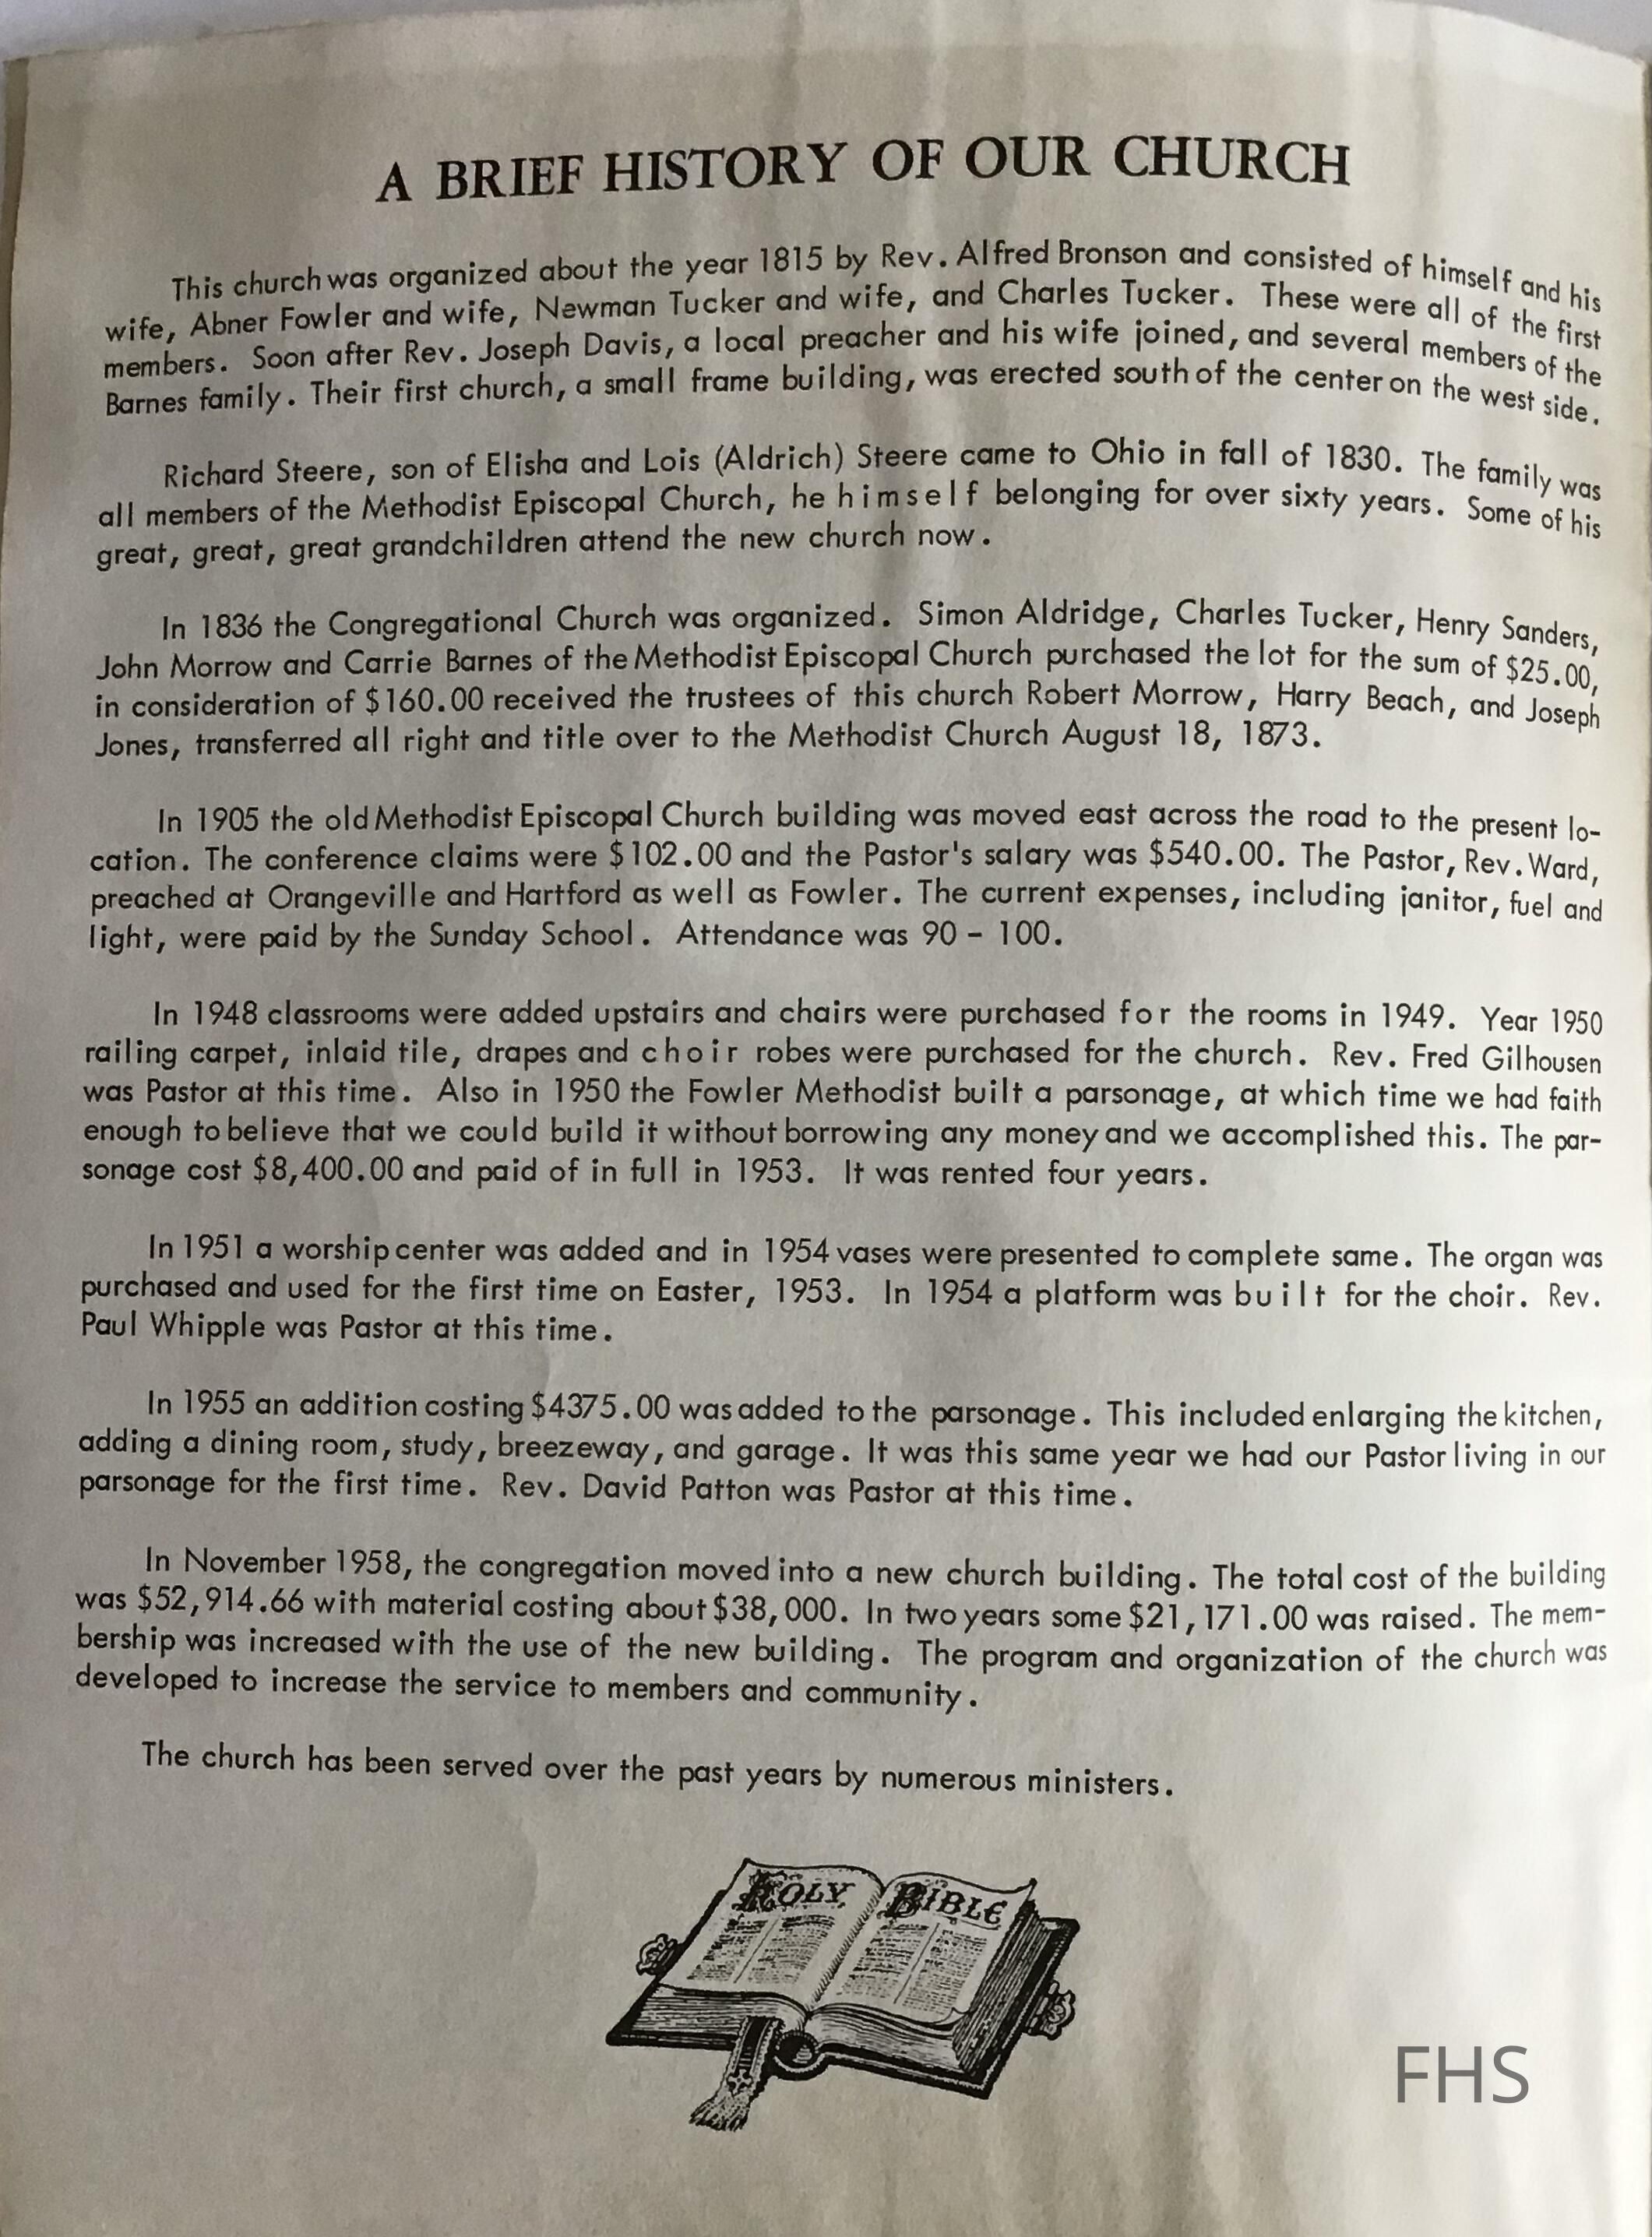 A BRIEF HISTORY OF OUR CHURCH
This church was organized about the year 1815 by Rev. Alfred Bronson and consisted of himself and his
wife, Abner Fowler and wife, Newman Tucker and wife, and Charles Tucker. These were all of the first
members. Soon after Rev. Joseph Davis, a local preacher and his wife joined, and several members of the
Barnes family. Their first church, a small frame building, was erected south of the center on the west side.
Richard Steere, son of Elisha and Lois (Aldrich) Steere came to Ohio in fall of 1830. The family was
all members of the Methodist Episcopal Church, he himself belonging for over sixty years. Some of his
great, great, great grandchildren attend the new church now.
In 1836 the Congregational Church was organized. Simon Aldridge, Charles Tucker, Henry Sanders,
John Morrow and Carrie Barnes of the Methodist Episcopal Church purchased the lot for the sum of $25.00,
in consideration of $160.00 received the trustees of this church Robert Morrow, Harry Beach, and Joseph
Jones, transferred all right and title over to the Methodist Church August 18, 1873.
In 1905 the old Methodist Episcopal Church building was moved east across the road to the present lo-
cation. The conference claims were $102.00 and the Pastor's salary was $540.00. The Pastor, Rev. Ward,
preached at Orangeville and Hartford as well as Fowler. The current expenses, including janitor, fuel and
light, were paid by the Sunday School. Attendance was 90 - 100.
In 1948 classrooms were added upstairs and chairs were purchased for the rooms in 1949. Year 1950
railing carpet, inlaid tile, drapes and choir robes were purchased for the church. Rev. Fred Gilhousen
was Pastor at this time. Also in 1950 the Fowler Methodist built a parsonage, at which time we had faith
enough to believe that we could build it without borrowing any money and we accomplished this. The par-
sonage cost $8,400.00 and paid of in full in 1953. It was rented four years.
In 1951 a worship center was added and in 1954 vases were presented to complete same. The organ was
purchased and used for the first time on Easter, 1953. In 1954 a platform was built for the choir. Rev.
Paul Whipple was Pastor at this time.
In 1955 an addition costing $4375.00 was added to the parsonage. This included enlarging the kitchen,
adding a dining room, study, breezeway, and garage. It was this same year we had our Pastor living in our
parsonage for the first time. Rev. David Patton was Pastor at this time.
In November 1958, the congregation moved into a new church building. The total cost of the building
was $52,914.66 with material costing about $38,000. In two years some $21,171.00 was raised. The mem-
bership was increased with the use of the new building. The program and organization of the church was
developed to increase the service to members and community.
The church has been served over the past years by numerous ministers.
HOLY BIBLE
FHS